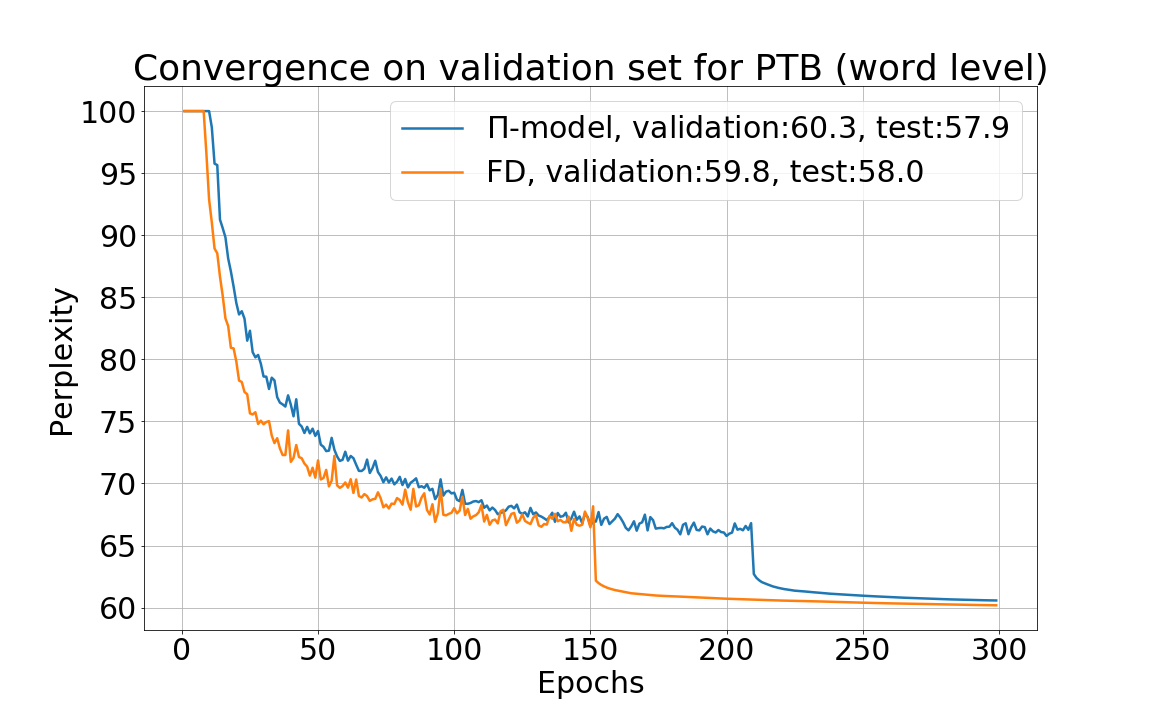 Convergence on validation set for PTB (word level)
Π-model, validation:60.3, test:57.9
FD, validation:59.8, test:58.0
Perplexity
100
95
90
85
80
75
70
65
60
0 50 100 150 200 250 300
Epochs